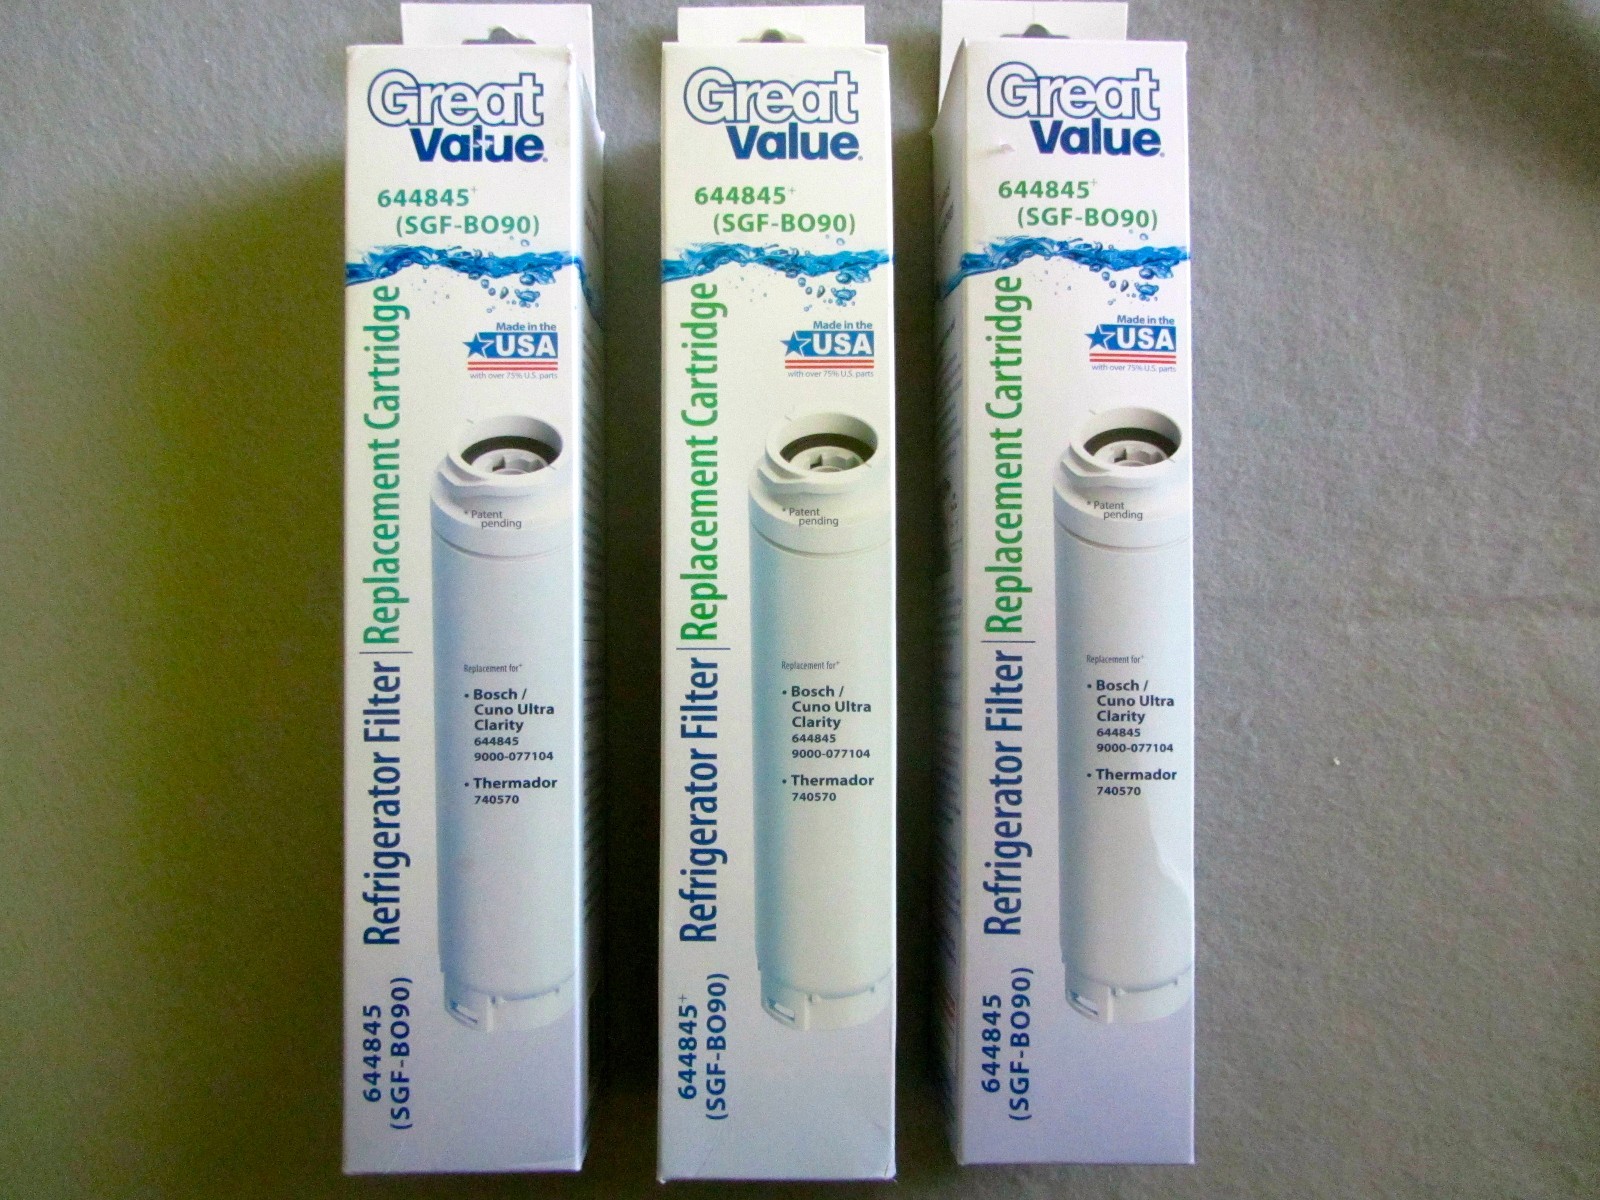 Great
Value®
644845+
(SGF-BO90)
Made in the
USA
with over 75% U.S. parts
* Patent
pending
Replacement for+
• Bosch /
Cuno Ultra
Clarity
644845
9000-077104
• Thermador
740570
Refrigerator Filter | Replacement Cartridge
644845
(SGF-BO90)
Great
Value®
644845+
(SGF-BO90)
Made in the
USA
with over 75% U.S. parts
* Patent
pending
Replacement for+
• Bosch /
Cuno Ultra
Clarity
644845
9000-077104
• Thermador
740570
Refrigerator Filter | Replacement Cartridge
644845+
(SGF-BO90)
Great
Value®
644845+
(SGF-BO90)
Made in the
USA
with over 75% U.S. parts
* Patent
pending
Replacement for+
• Bosch /
Cuno Ultra
Clarity
644845
9000-077104
• Thermador
740570
Refrigerator Filter | Replacement Cartridge
644845
(SGF-BO90)